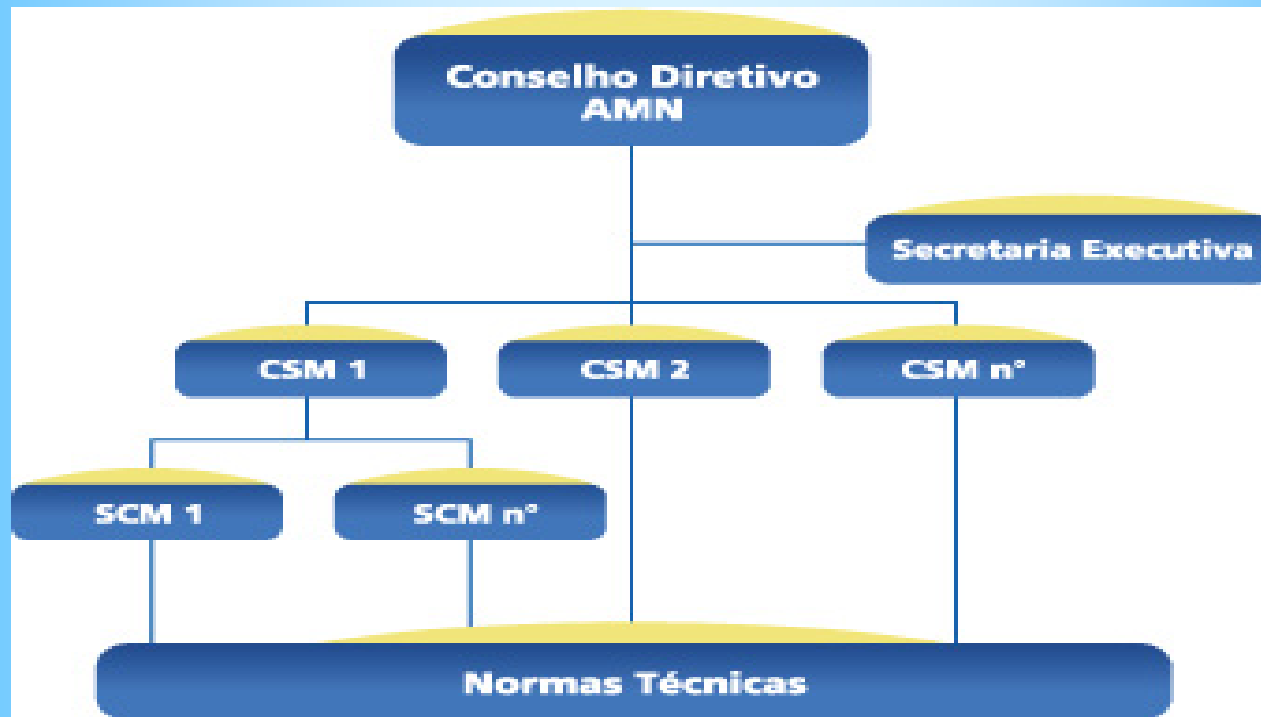 Conselho Diretivo
AMN
Secretaria Executiva
CSM 1
CSM 2
CSM n°
SCM 1
SCM n°
Normas Técnicas